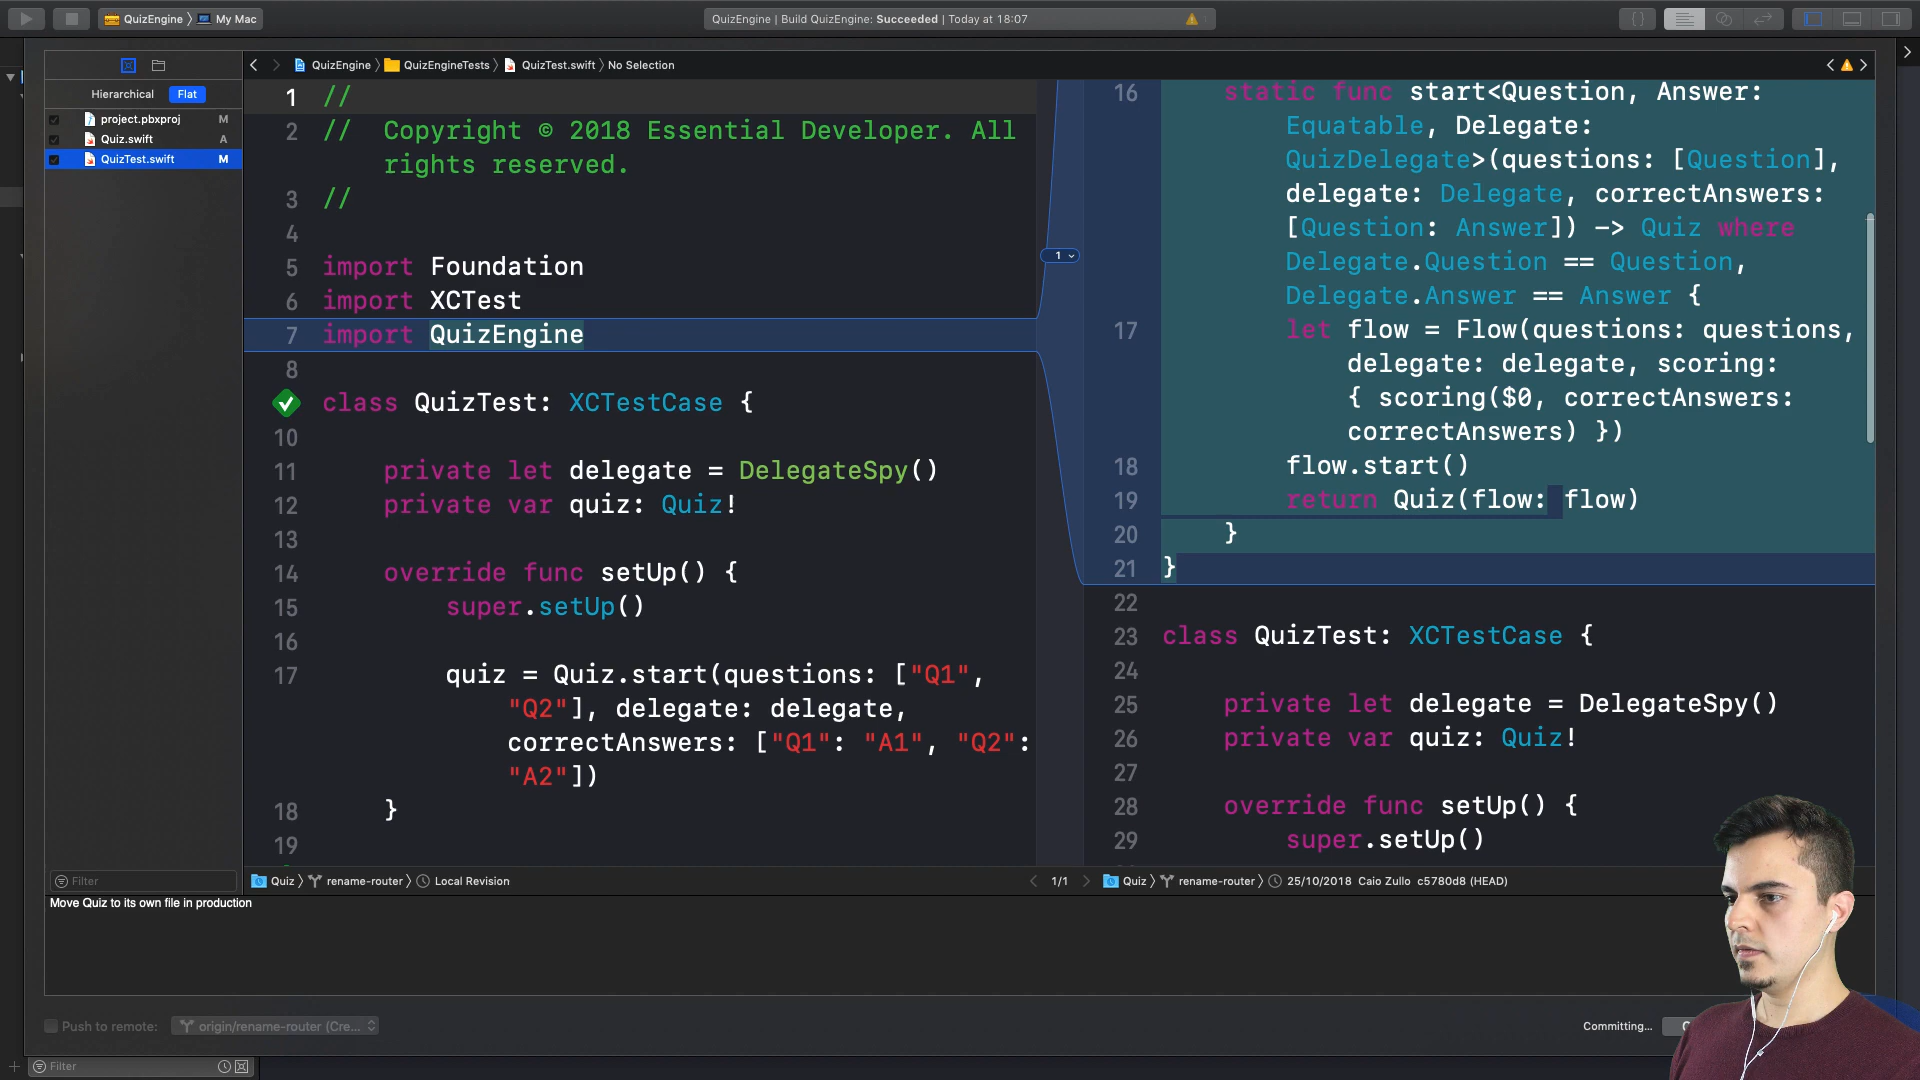 QuizEngine
My Mac
QuizEngine | Build QuizEngine: Succeeded | Today at 18:07
Hierarchical
Flat
project.pbxproj M
Quiz.swift A
QuizTest.swift M
QuizEngine QuizEngineTests QuizTest.swift No Selection
1 //
2 // Copyright © 2018 Essential Developer. All
rights reserved.
3 //
4
5 import Foundation
6 import XCTest
7 import QuizEngine
8
class QuizTest: XCTestCase {
10
11 private let delegate = DelegateSpy()
12 private var quiz: Quiz!
13
14 override func setUp() {
15 super.setUp()
16
17 quiz = Quiz.start(questions: ["Q1",
"Q2"], delegate: delegate,
correctAnswers: ["Q1": "A1", "Q2":
"A2"])
18 }
19
1
16 static func start<Question, Answer:
Equatable, Delegate:
QuizDelegate>(questions: [Question],
delegate: Delegate, correctAnswers:
[Question: Answer]) -> Quiz where
Delegate.Question == Question,
Delegate.Answer == Answer {
17 let flow = Flow(questions: questions,
delegate: delegate, scoring:
{ scoring($0, correctAnswers:
correctAnswers) })
18 flow.start()
19 return Quiz(flow: flow)
20 }
21 }
22
23 class QuizTest: XCTestCase {
24
25 private let delegate = DelegateSpy()
26 private var quiz: Quiz!
27
28 override func setUp() {
29 super.setUp()
Filter
Quiz rename-router Local Revision
1/1
Quiz rename-router 25/10/2018 Caio Zullo c5780d8 (HEAD)
Move Quiz to its own file in production
Push to remote:
origin/rename-router (Cre...
Committing...
Filter